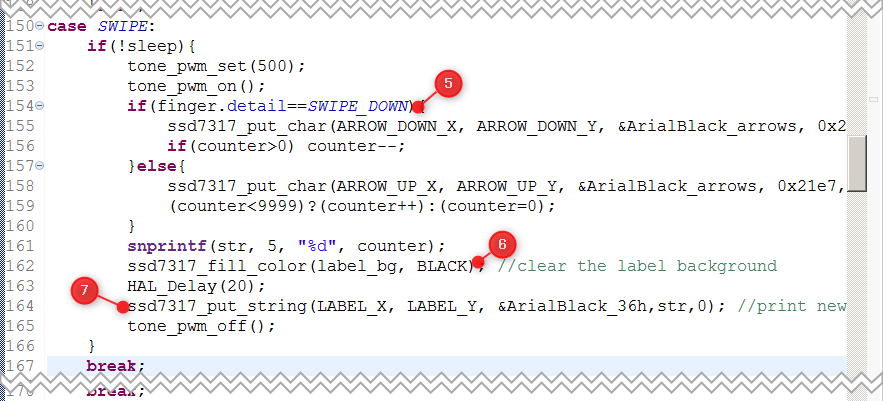 150 case SWIPE:
151 if(!sleep){
152 tone_pwm_set(500);
153 tone_pwm_on();
5
154 if(finger.detail==SWIPE_DOWN){
155 ssd7317_put_char(ARROW_DOWN_X, ARROW_DOWN_Y, &ArialBlack_arrows, 0x2
156 if(counter>0) counter--;
157 }else{
158 ssd7317_put_char(ARROW_UP_X, ARROW_UP_Y, &ArialBlack_arrows, 0x21e7,
159 (counter<9999)?(counter++):(counter=0);
160 }
161 snprintf(str, 5, "%d", counter);
6
162 ssd7317_fill_color(label_bg, BLACK); //clear the label background
163 HAL_Delay(20);
7
164 ssd7317_put_string(LABEL_X, LABEL_Y, &ArialBlack_36h,str,0); //print new
165 tone_pwm_off();
166 }
167 break;
break;